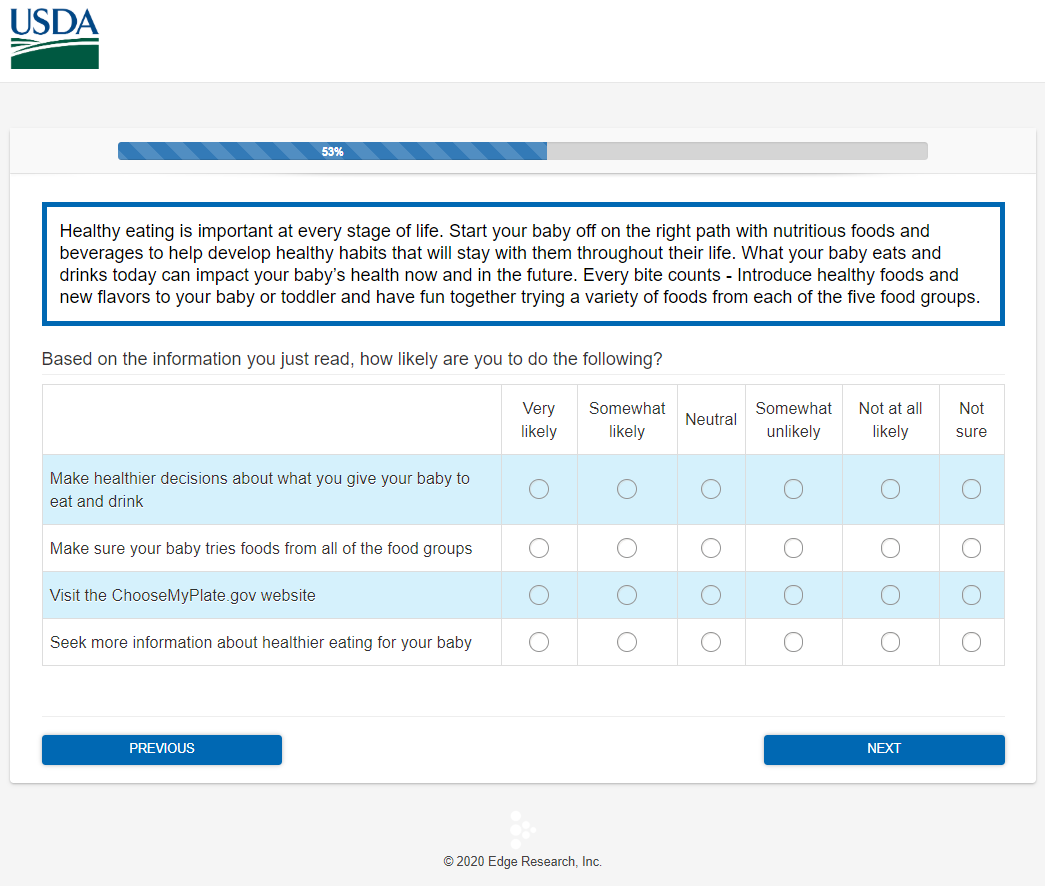 USDA
53%
Healthy eating is important at every stage of life. Start your baby off on the right path with nutritious foods and
beverages to help develop healthy habits that will stay with them throughout their life. What your baby eats and
drinks today can impact your baby’s health now and in the future. Every bite counts - Introduce healthy foods and
new flavors to your baby or toddler and have fun together trying a variety of foods from each of the five food groups.
Based on the information you just read, how likely are you to do the following?
Very likely
Somewhat likely
Neutral
Somewhat unlikely
Not at all likely
Not sure
Make healthier decisions about what you give your baby to
eat and drink
Make sure your baby tries foods from all of the food groups
Visit the ChooseMyPlate.gov website
Seek more information about healthier eating for your baby
PREVIOUS
NEXT
© 2020 Edge Research, Inc.